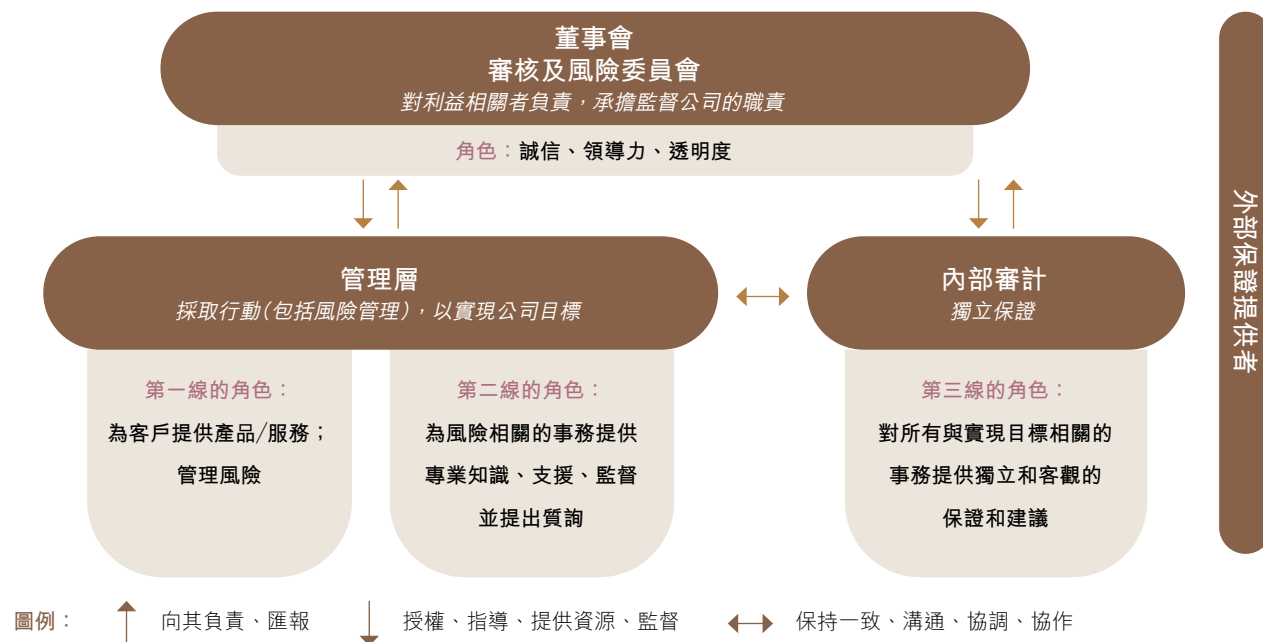 董事會
審核及風險委員會
對利益相關者負責，承擔監督公司的職責
角色：誠信、領導力、透明度
管理層
採取行動(包括風險管理)，以實現公司目標
內部審計
獨立保證
第一線的角色：
為客戶提供產品/服務；
管理風險
第二線的角色：
為風險相關的事務提供
專業知識、支援、監督
並提出質詢
第三線的角色：
對所有與實現目標相關的
事務提供獨立和客觀的
保證和建議
外部保證提供者
圖例： 向其負責、匯報 授權、指導、提供資源、監督 保持一致、溝通、協調、協作